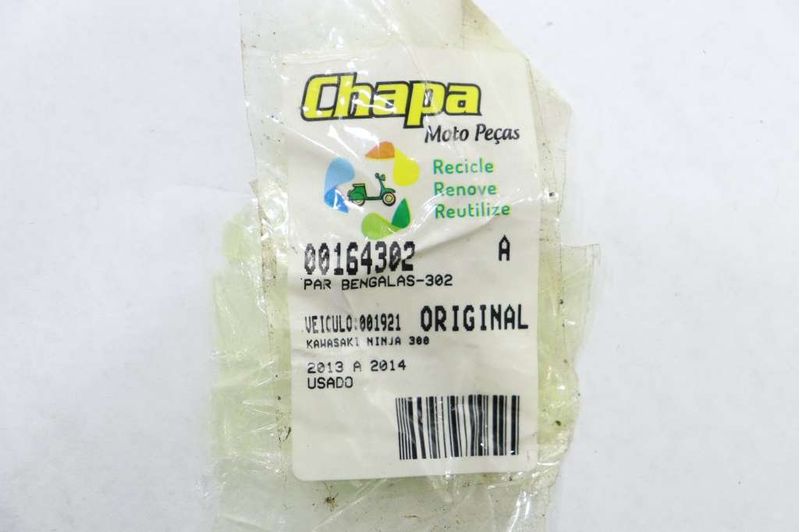 Chapa
Moto Peças
Recicle
Renove
Reutilize
00164302 A
PAR BENGALAS-302
VEICULO:001921 ORIGINAL
KAWASAKI NINJA 300
2013 A 2014
USADO